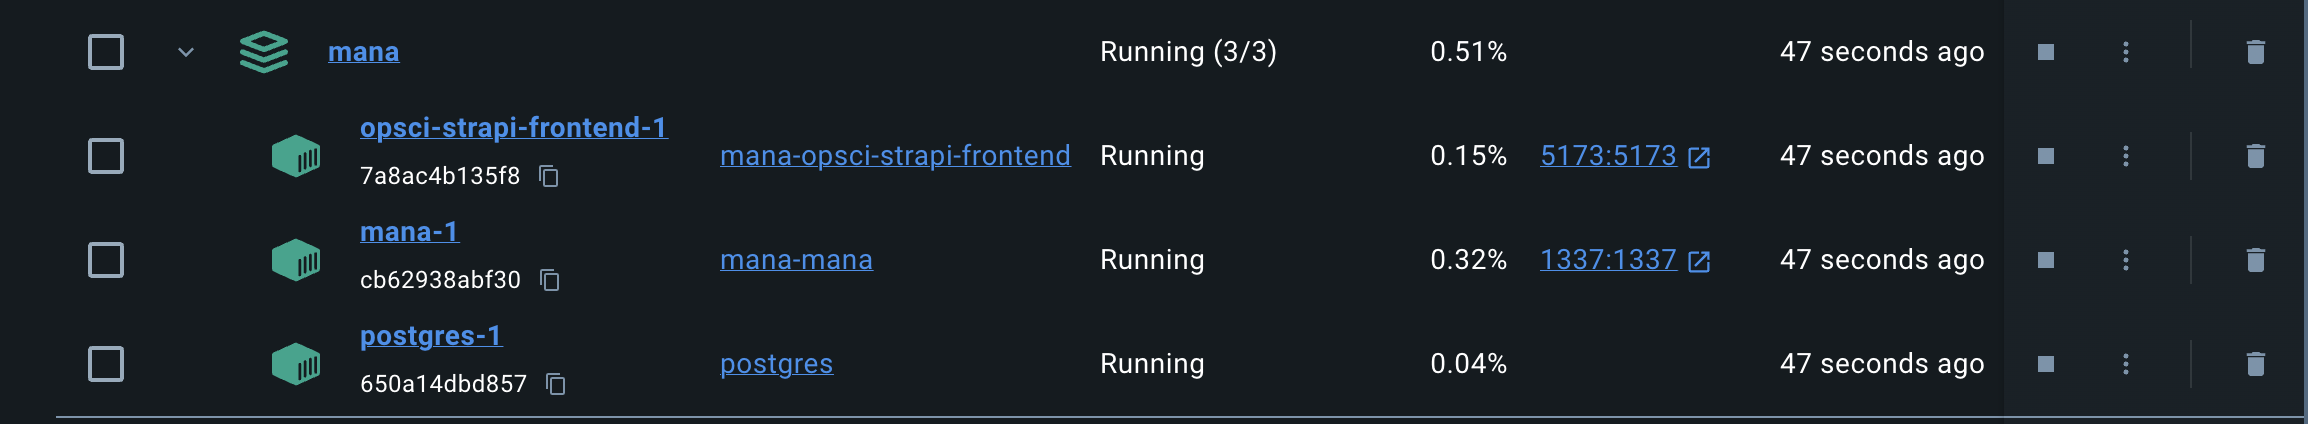 mana Running (3/3) 0.51% 47 seconds ago
opsci-strapi-frontend-1
7a8ac4b135f8 mana-opsci-strapi-frontend Running 0.15% 5173:5173 47 seconds ago
mana-1
cb62938abf30 mana-mana Running 0.32% 1337:1337 47 seconds ago
postgres-1
650a14dbd857 postgres Running 0.04% 47 seconds ago